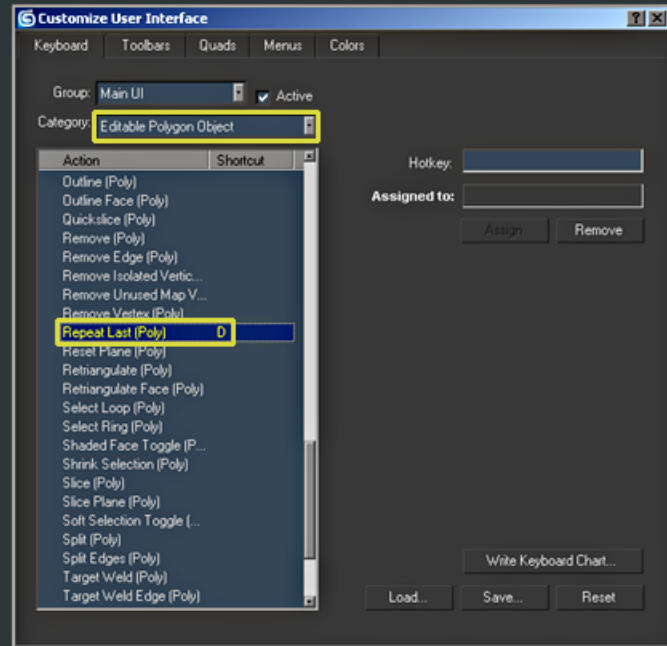 Customize User Interface
Keyboard Toolbars Quads Menus Colors
Group: Main UI Active
Category: Editable Polygon Object
Action Shortcut
Outline (Poly)
Outline Face (Poly)
Quickslice (Poly)
Remove (Poly)
Remove Edge (Poly)
Remove Isolated Vertic...
Remove Unused Map V...
Remove Vertex (Poly)
Repeat Last (Poly) D
Reset Plane (Poly)
Retriangulate (Poly)
Retriangulate Face (Poly)
Select Loop (Poly)
Select Ring (Poly)
Shaded Face Toggle (P...
Shrink Selection (Poly)
Slice (Poly)
Slice Plane (Poly)
Soft Selection Toggle (...
Split (Poly)
Split Edges (Poly)
Target Weld (Poly)
Target Weld Edge (Poly)
Hotkey:
Assigned to:
Assign Remove
Write Keyboard Chart...
Load... Save... Reset